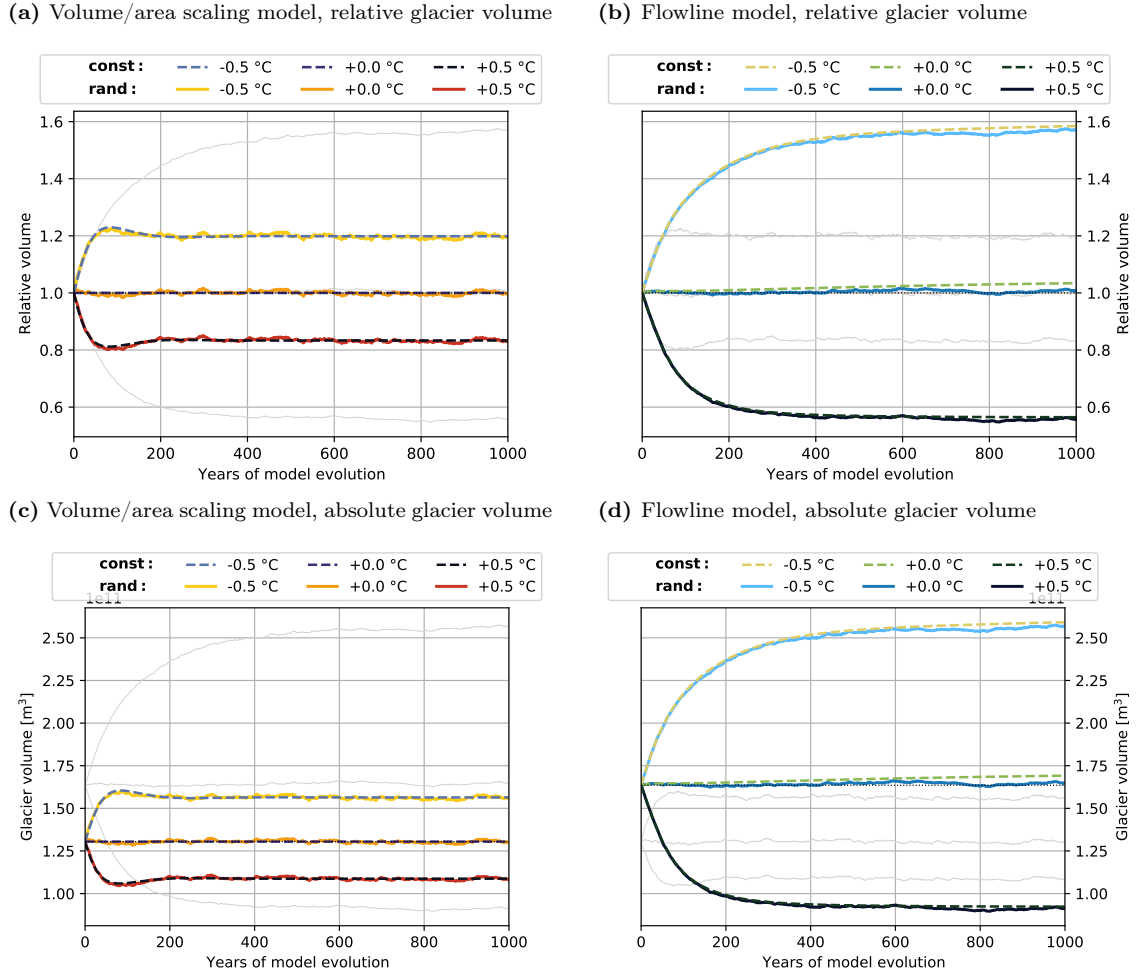 (a) Volume/area scaling model, relative glacier volume
const: -0.5 °C +0.0 °C +0.5 °C
rand: -0.5 °C +0.0 °C +0.5 °C
1.6
1.4
1.2
1.0
0.8
0.6
Relative volume
0 200 400 600 800 1000
Years of model evolution
(b) Flowline model, relative glacier volume
const: -0.5 °C +0.0 °C +0.5 °C
rand: -0.5 °C +0.0 °C +0.5 °C
1.6
1.4
1.2
1.0
0.8
0.6
Relative volume
0 200 400 600 800 1000
Years of model evolution
(c) Volume/area scaling model, absolute glacier volume
const: -0.5 °C +0.0 °C +0.5 °C
rand: -0.5 °C +0.0 °C +0.5 °C
1e11
2.50
2.25
2.00
1.75
1.50
1.25
1.00
Glacier volume [m³]
0 200 400 600 800 1000
Years of model evolution
(d) Flowline model, absolute glacier volume
const: -0.5 °C +0.0 °C +0.5 °C
rand: -0.5 °C +0.0 °C +0.5 °C
1e11
2.50
2.25
2.00
1.75
1.50
1.25
1.00
Glacier volume [m³]
0 200 400 600 800 1000
Years of model evolution